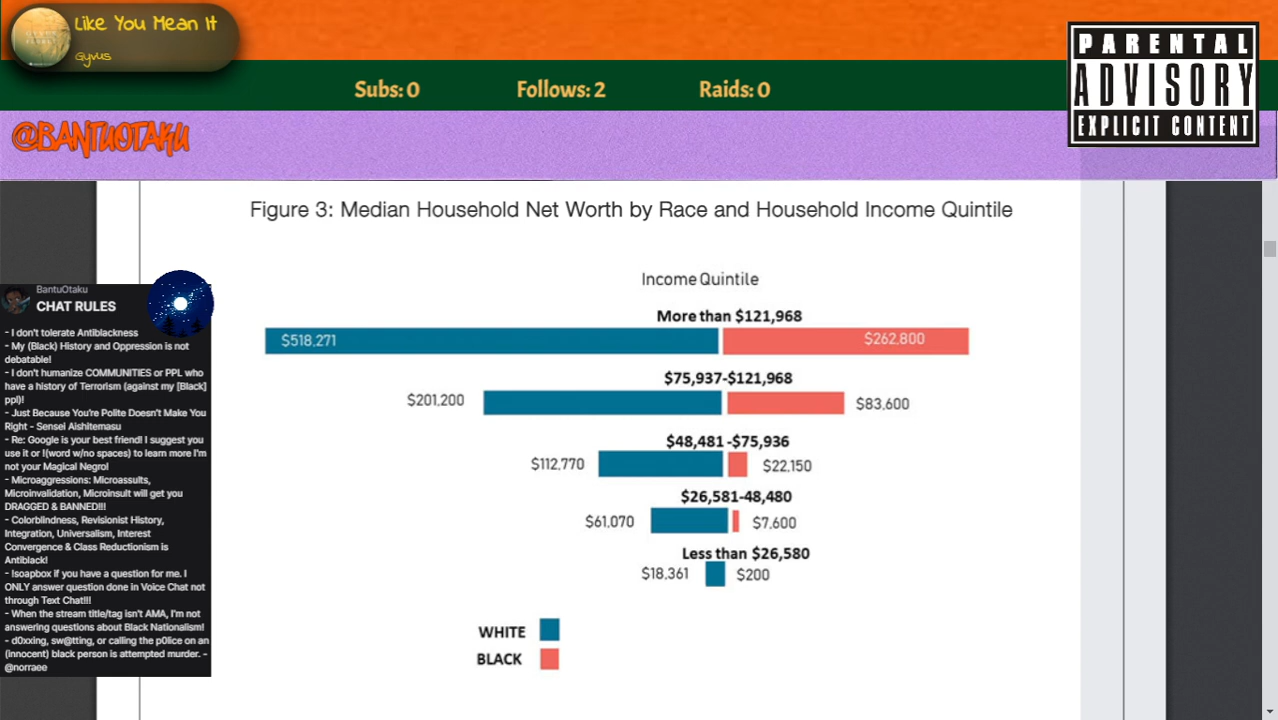 Like You Mean It
Gyvus
PARENTAL
ADVISORY
EXPLICIT CONTENT
Subs: 0
Follows: 2
Raids: 0
@BANTUOTAKU
Figure 3: Median Household Net Worth by Race and Household Income Quintile
Income Quintile
More than $121,968
$518,271
$262,800
$75,937-$121,968
$201,200
$83,600
$48,481 -$75,936
$112,770
$22,150
$26,581-48,480
$61,070
$7,600
Less than $26,580
$18,361
$200
WHITE
BLACK
BantuOtaku
CHAT RULES
- I don't tolerate Antiblackness
- My (Black) History and Oppression is not
debatable!
- I don't humanize COMMUNITIES or PPL who
have a history of Terrorism (against my [Black]
ppl)!
- Just Because You're Polite Doesn't Make You
Right - Sensei Aishitemasu
- Re: Google is your best friend! I suggest you
use it or !(word w/no spaces) to learn more I'm
not your Magical Negro!
- Microaggressions: Microassults,
Microinvalidation, Microinsult will get you
DRAGGED & BANNED!!!
- Colorblindness, Revisionist History,
Integration, Universalism, Interest
Convergence & Class Reductionism is
Antiblack!
- !soapbox if you have a question for me. I
ONLY answer question done in Voice Chat not
through Text Chat!!!
- When the stream title/tag isn't AMA, I'm not
answering questions about Black Nationalism!
- d0xxing, sw@tting, or calling the p0lice on an
(innocent) black person is attempted murder. -
@norraee